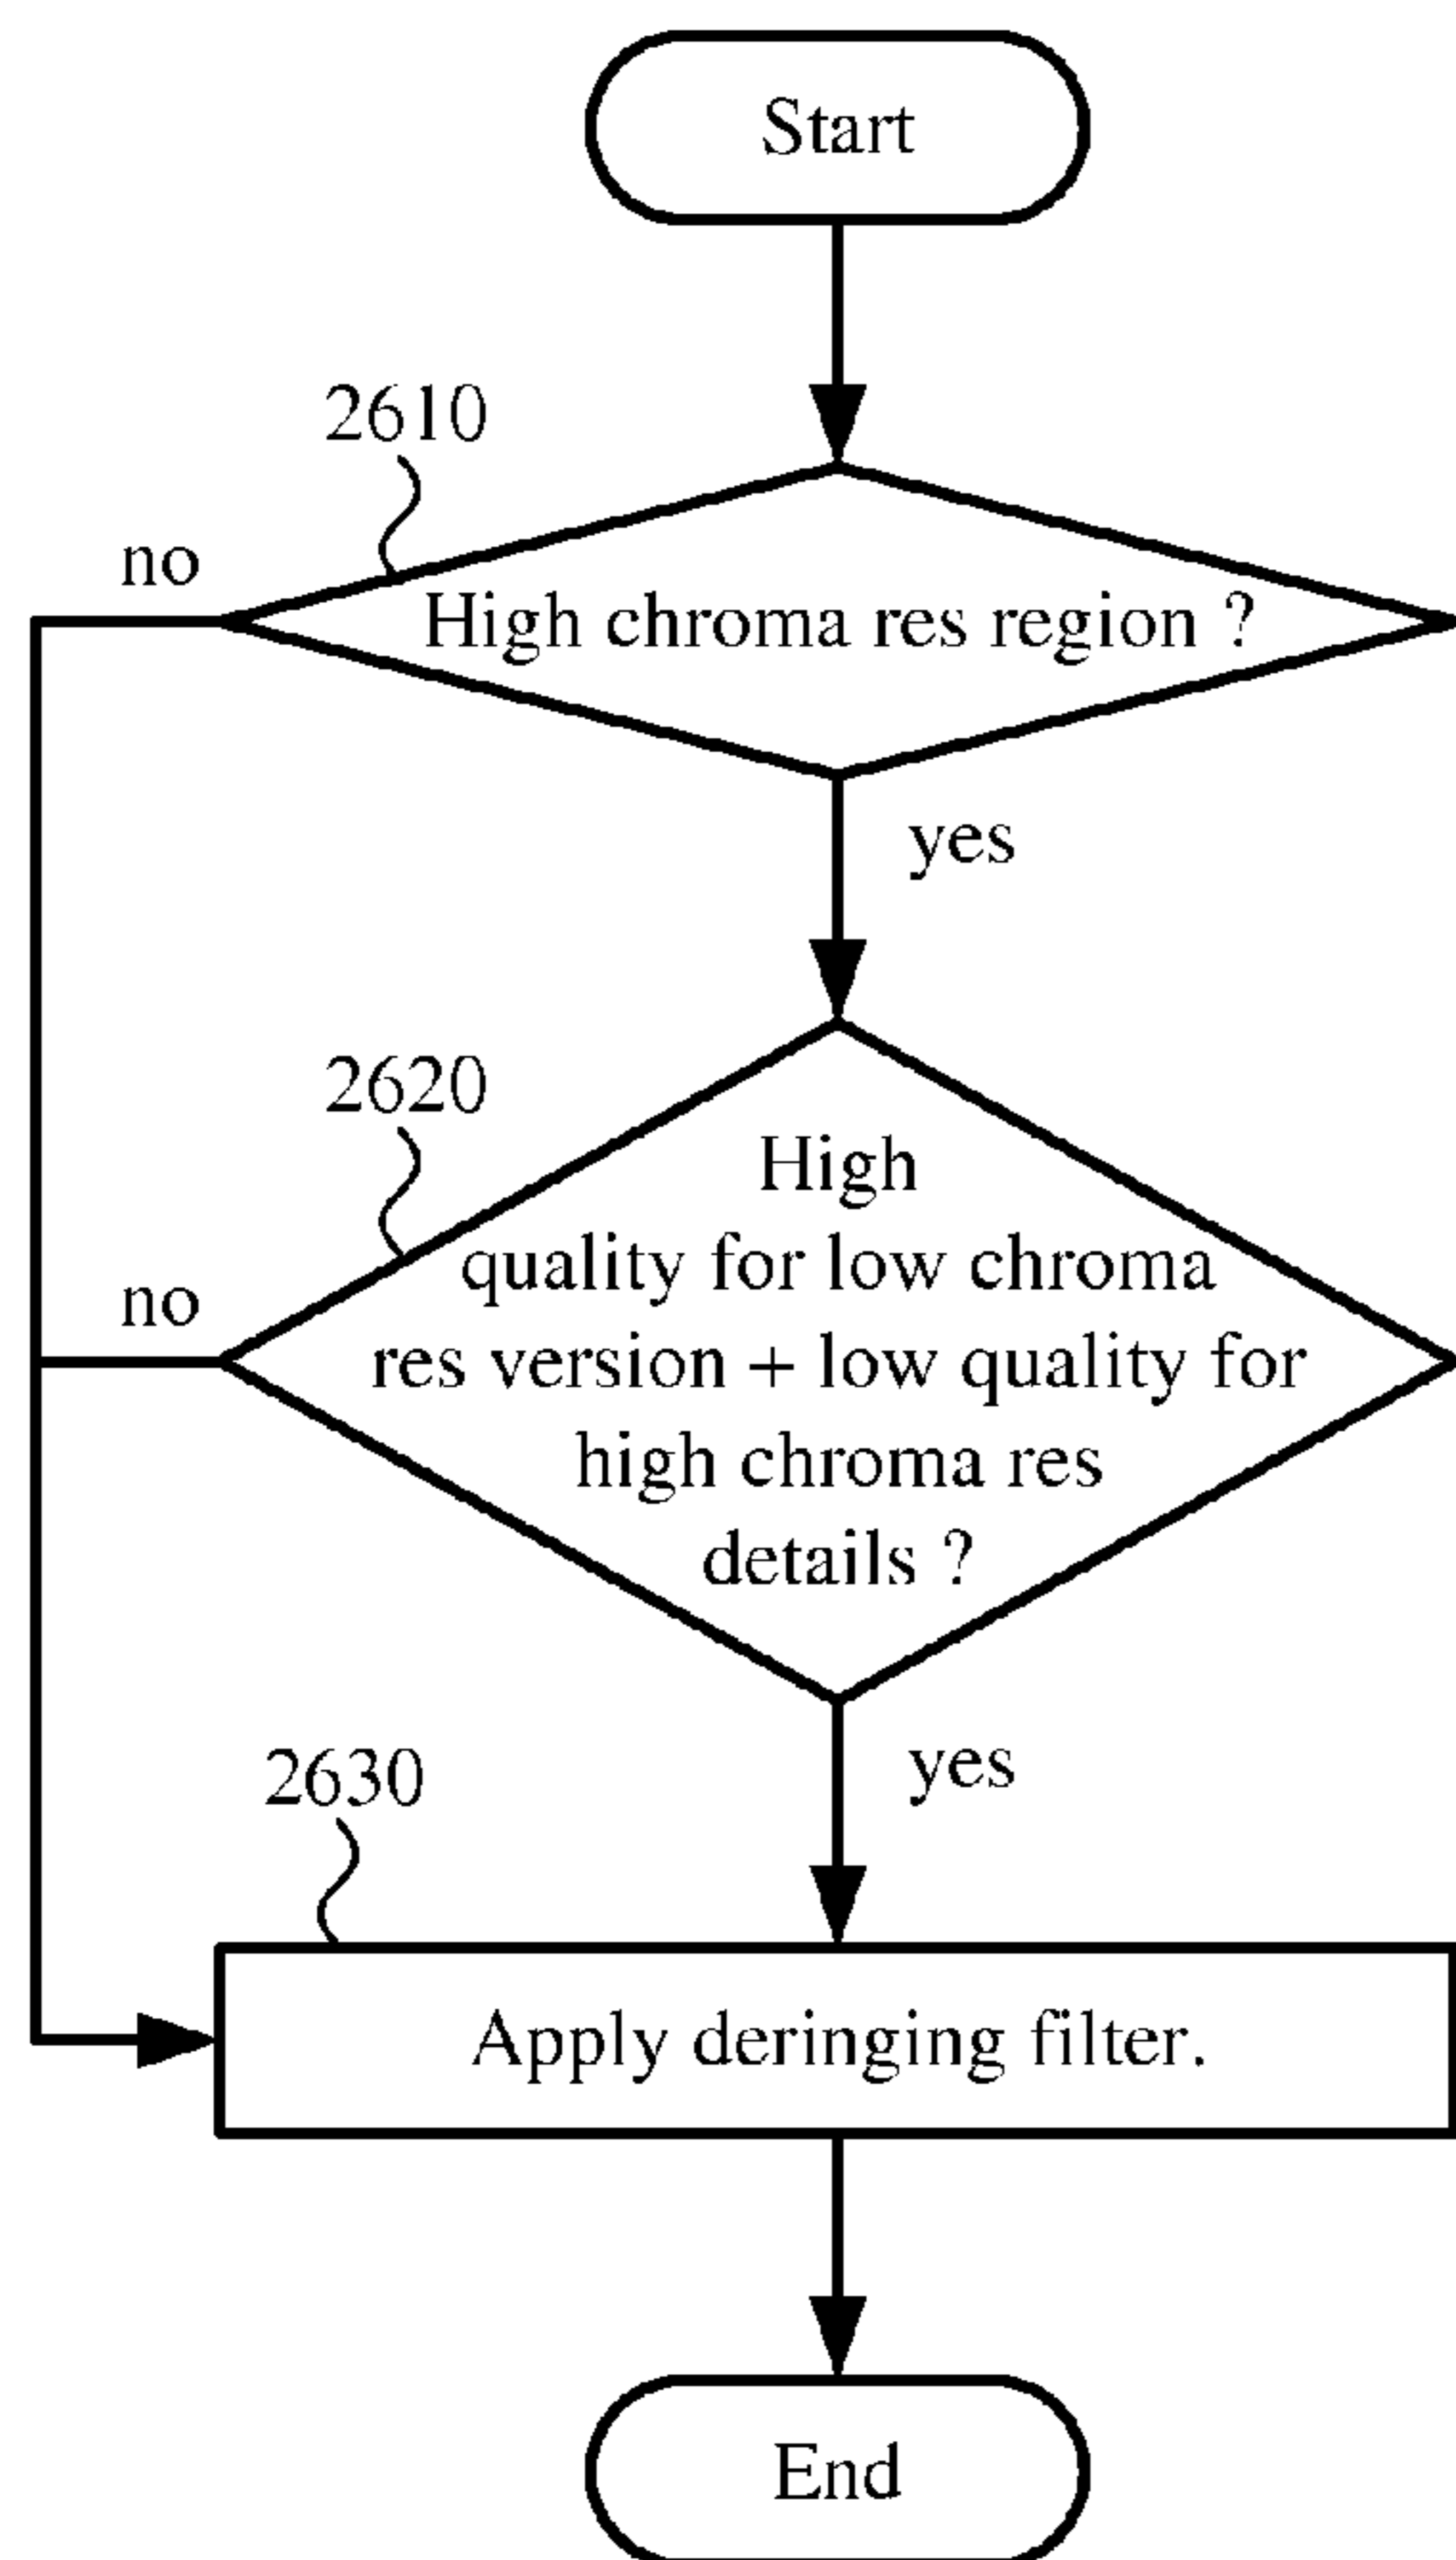 Start
2610
no
High chroma res region ?
yes
2620
High
quality for low chroma
no
res version + low quality for
high chroma res
details ?
2630
yes
Apply deringing filter.
End